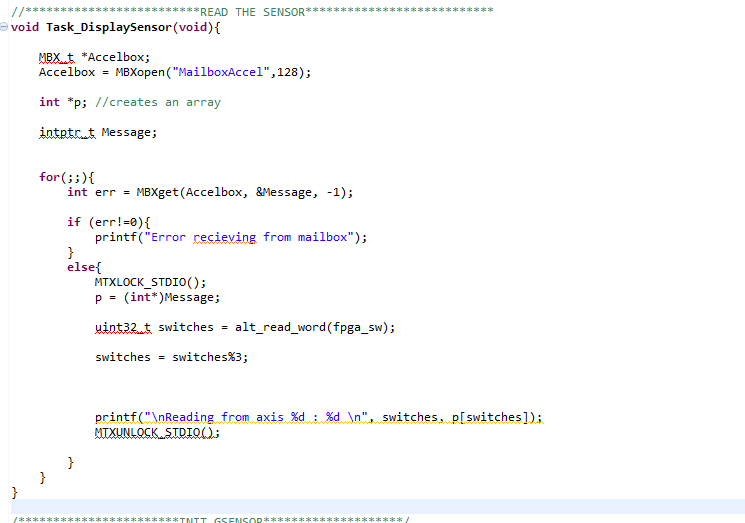 //*************************READ THE SENSOR***************************
void Task_DisplaySensor(void){
MBX_t *Accelbox;
Accelbox = MBXopen("MailboxAccel",128);
int *p; //creates an array
intptr_t Message;
for(;;){
int err = MBXget(Accelbox, &Message, -1);
if (err!=0){
printf("Error recieving from mailbox");
}
else{
MTXLOCK_STDIO();
p = (int*)Message;
uint32_t switches = alt_read_word(fpga_sw);
switches = switches%3;
printf("\nReading from axis %d : %d \n", switches, p[switches]);
MTXUNLOCK_STDIO();
}
}
}
/***********************INIT GSENSOR********************/